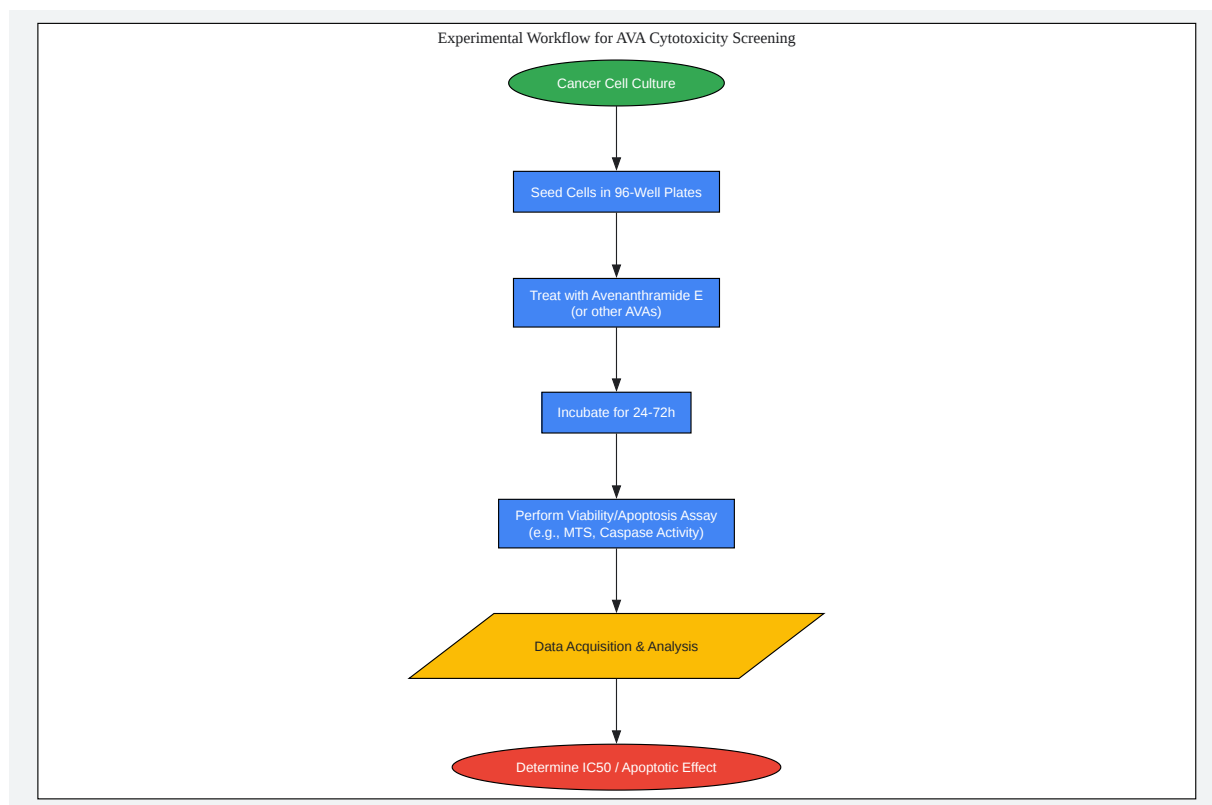 Experimental Workflow for AVA Cytotoxicity Screening
Cancer Cell Culture
Seed Cells in 96-Well Plates
Treat with Avenanthramide E
(or other AVAs)
Incubate for 24-72h
Perform Viability/Apoptosis Assay
(e.g., MTS, Caspase Activity)
Data Acquisition & Analysis
Determine IC50 / Apoptotic Effect